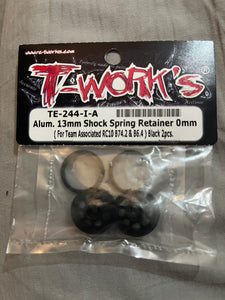 www.t-works.com
T-WORK's
TE-244-I-A
Alum. 13mm Shock Spring Retainer 0mm
( For Team Associated RC10 B74.2 & B6.4 ) Black 2pcs.